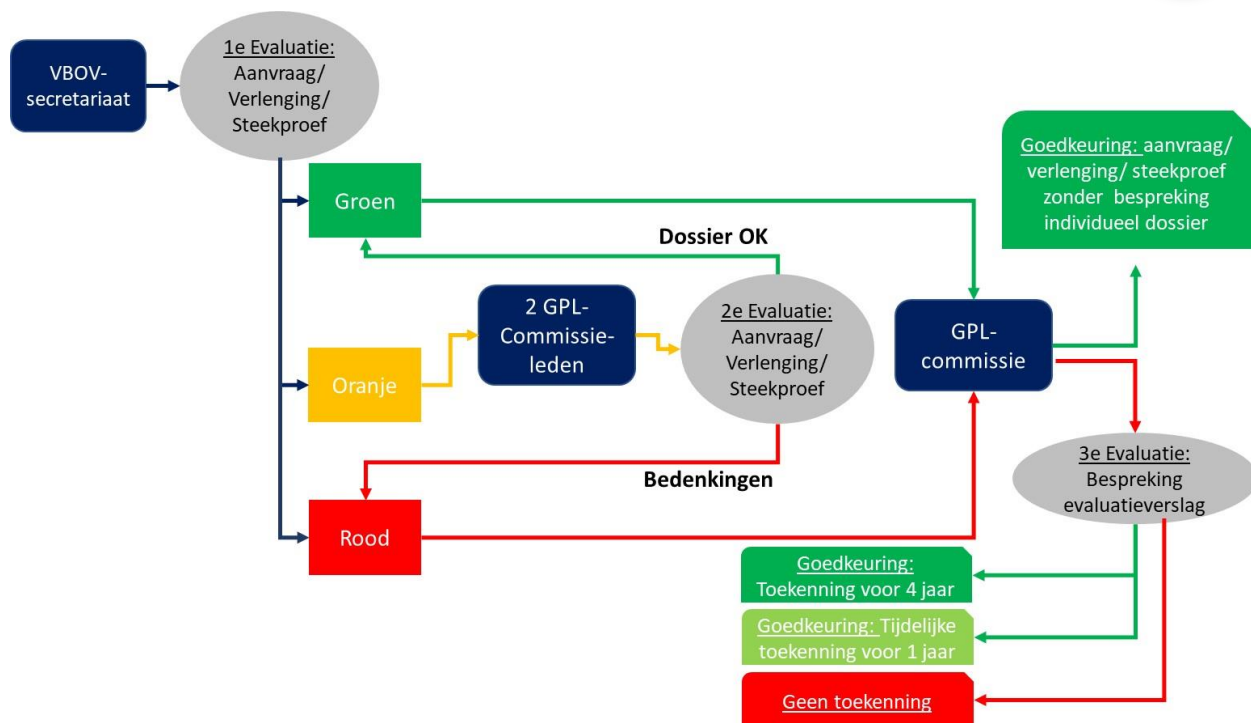 VBOV-
secretariaat
1e Evaluatie:
Aanvraag/
Verlenging/
Steekproef
Groen
Dossier OK
Goedkeuring: aanvraag/
verlenging/ steekproef
zonder bespreking
individueel dossier
Oranje
2 GPL-
Commissie-
leden
2e Evaluatie:
Aanvraag/
Verlenging/
Steekproef
GPL-
commissie
Bedenkingen
Rood
3e Evaluatie:
Bespreking
evaluatieverslag
Goedkeuring:
Toekenning voor 4 jaar
Goedkeuring: Tijdelijke
toekenning voor 1 jaar
Geen toekenning